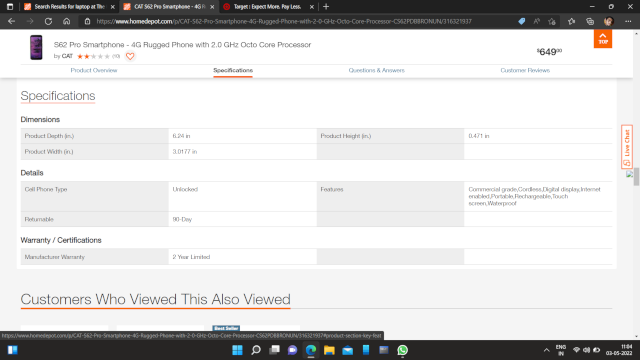 Search Results for laptop at The
CAT S62 Pro Smartphone - 4G R
Target : Expect More. Pay Less.
https://www.homedepot.com/p/CAT-S62-Pro-Smartphone-4G-Rugged-Phone-with-2-0-GHz-Octo-Core-Processor-CS62PDBBRONUN/316321937
S62 Pro Smartphone - 4G Rugged Phone with 2.0 GHz Octo Core Processor
by CAT
$649.00
TOP
Product Overview Specifications Questions & Answers Customer Reviews
Specifications
Dimensions
Product Depth (in.) 6.24 in Product Height (in.) 0.471 in
Product Width (in.) 3.0177 in
Details
Cell Phone Type Unlocked Features Commercial grade,Cordless,Digital display,Internet
enabled,Portable,Rechargeable,Touch
screen,Waterproof
Returnable 90-Day
Warranty / Certifications
Manufacturer Warranty 2 Year Limited
Live Chat
Customers Who Viewed This Also Viewed
Best Seller
https://www.homedepot.com/p/CAT-S62-Pro-Smartphone-4G-Rugged-Phone-with-2-0-GHz-Octo-Core-Processor-CS62PDBBRONUN/316321937#product-section-key-feat
ENG
IN
11:04
03-05-2022